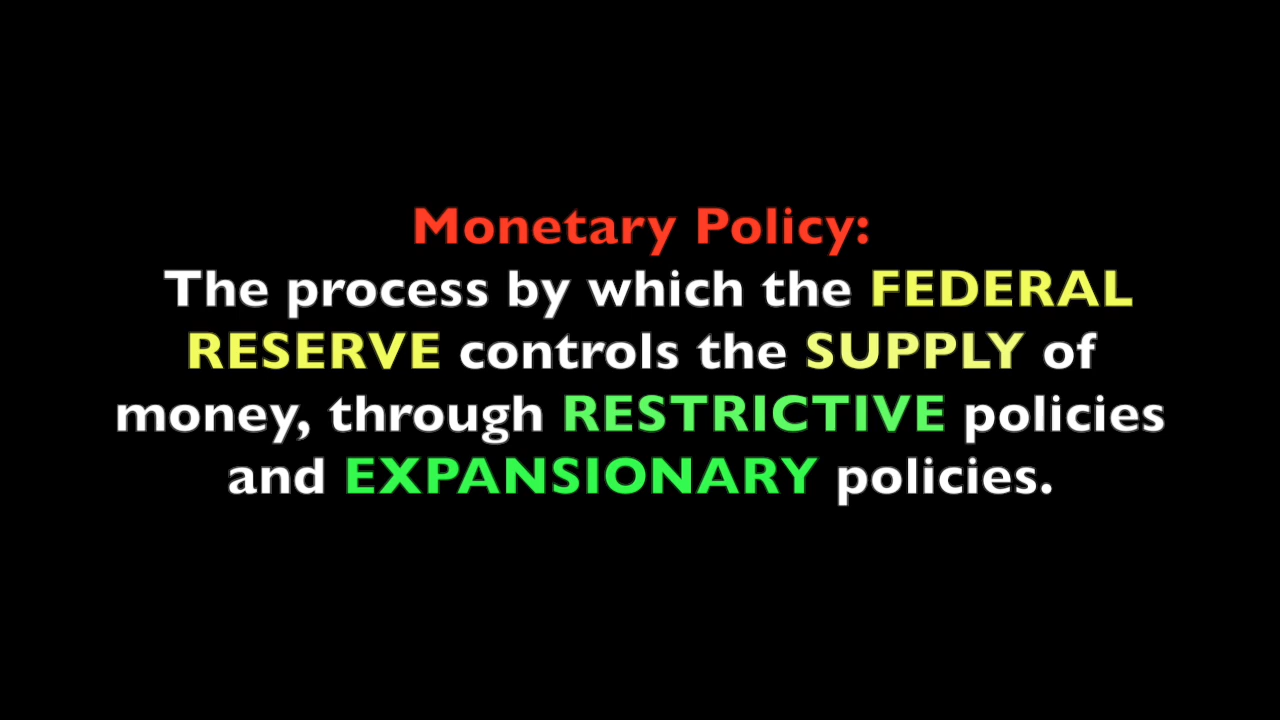 Monetary Policy:
The process by which the FEDERAL
RESERVE controls the SUPPLY of
money, through RESTRICTIVE policies
and EXPANSIONARY policies.